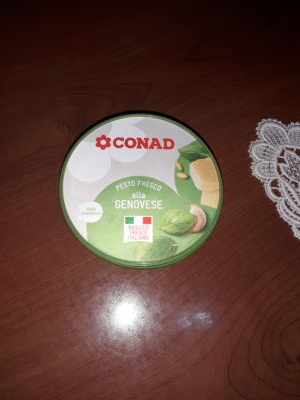 CONAD
PESTO FRESCO
alla
GENOVESE
BASILICO
FRESCO
ITALIANO